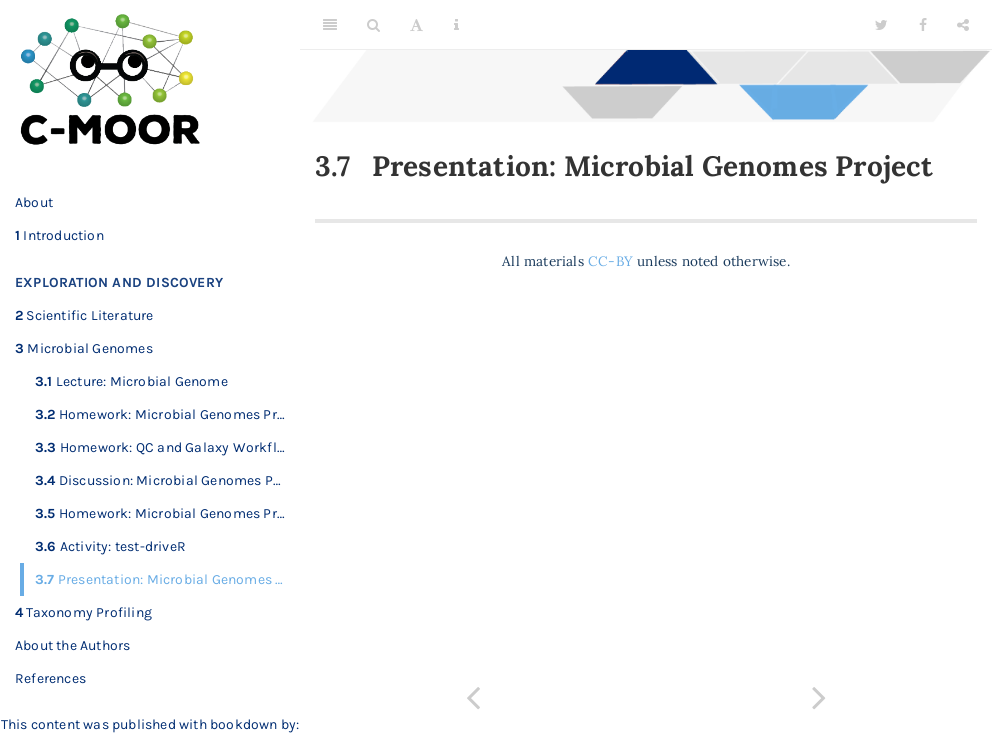 C-MOOR
About
1 Introduction
EXPLORATION AND DISCOVERY
2 Scientific Literature
3 Microbial Genomes
3.1 Lecture: Microbial Genome
3.2 Homework: Microbial Genomes Pr...
3.3 Homework: QC and Galaxy Workfl...
3.4 Discussion: Microbial Genomes P...
3.5 Homework: Microbial Genomes Pr...
3.6 Activity: test-driveR
3.7 Presentation: Microbial Genomes ...
4 Taxonomy Profiling
About the Authors
References
This content was published with bookdown by:
3.7 Presentation: Microbial Genomes Project
All materials CC-BY unless noted otherwise.